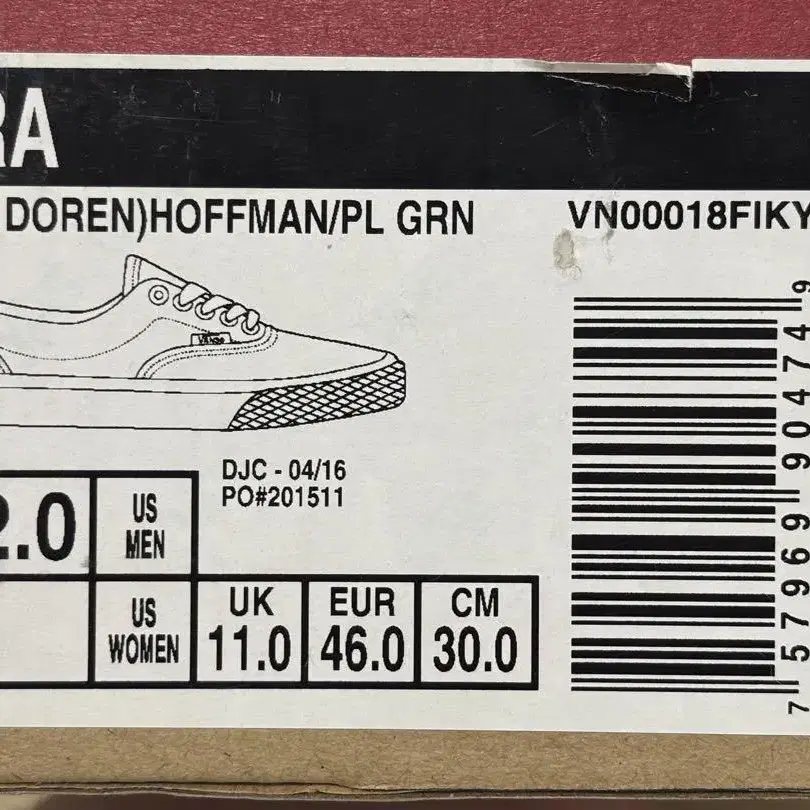 RA
DOREN)HOFFMAN/PL GRN
VN00018FIKY
VANS
DJC - 04/16
PO#201511
2.0
US
MEN
US
WOMEN
UK
11.0
EUR
46.0
CM
30.0
7 57969 90474 9